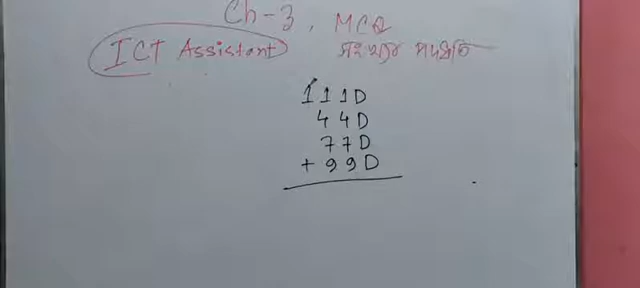 Ch-3, MCQ
ICT Assistant সংখ্যা পদ্ধতি
111D
44D
77D
+ 99D